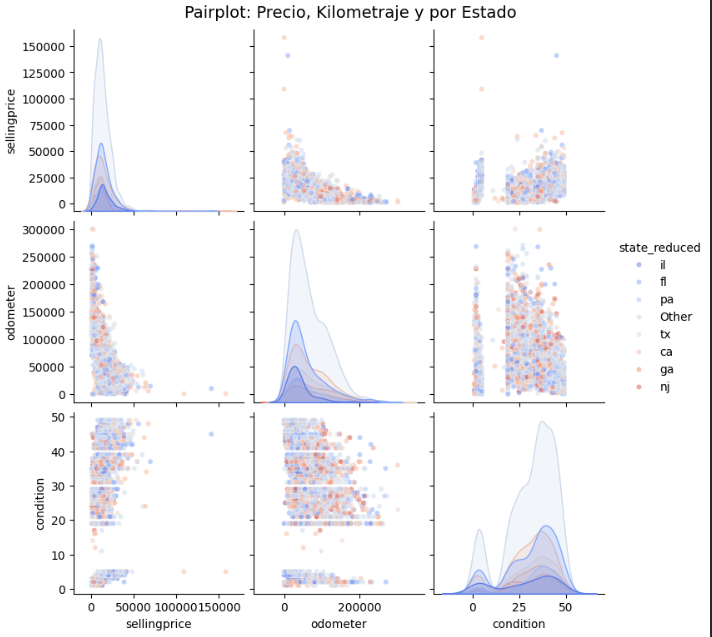 Pairplot: Precio, Kilometraje y por Estado
150000
125000
100000
75000
50000
25000
0
sellingprice
300000
250000
200000
150000
100000
50000
0
odometer
state_reduced
il
fl
pa
Other
tx
ca
ga
nj
50
40
30
20
10
0
condition
0 50000 100000 150000
0 200000
0 25 50
sellingprice odometer condition